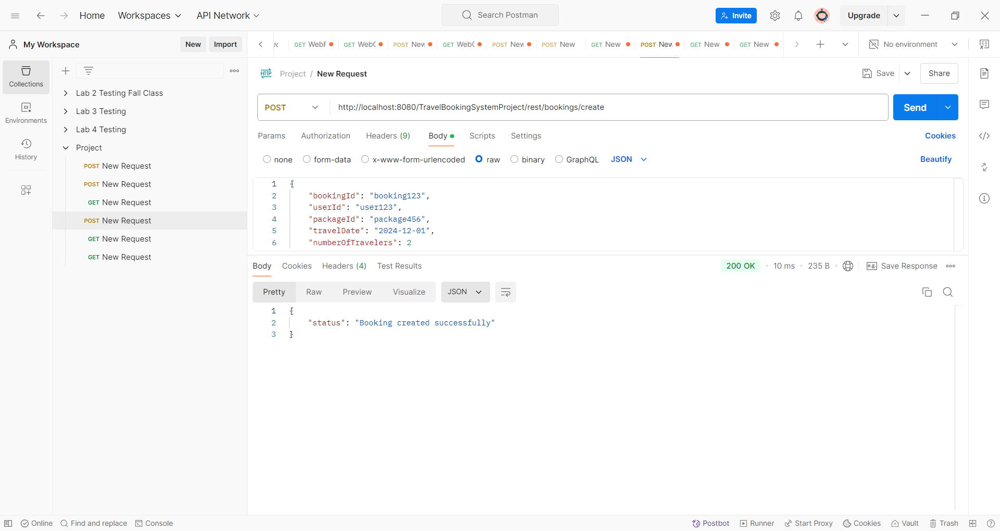 Home Workspaces API Network Search Postman Invite Upgrade
My Workspace New Import GET WebF GET WebC POST New GET WebC POST New POST New GET New POST New GET New GET New No environment
Collections
Environments
History
Lab 2 Testing Fall Class
Lab 3 Testing
Lab 4 Testing
Project
POST New Request
POST New Request
GET New Request
POST New Request
GET New Request
GET New Request
HTTP Project / New Request Save Share
POST http://localhost:8080/TravelBookingSystemProject/rest/bookings/create Send
Params Authorization Headers (9) Body Scripts Settings Cookies
none form-data x-www-form-urlencoded raw binary GraphQL JSON Beautify
1 {
2 "bookingId": "booking123",
3 "userId": "user123",
4 "packageId": "package456",
5 "travelDate": "2024-12-01",
6 "numberOfTravelers": 2
Body Cookies Headers (4) Test Results 200 OK 10 ms 235 B e.g. Save Response
Pretty Raw Preview Visualize JSON
1 {
2 "status": "Booking created successfully"
3 }
Online Find and replace Console Postbot Runner Start Proxy Cookies Vault Trash